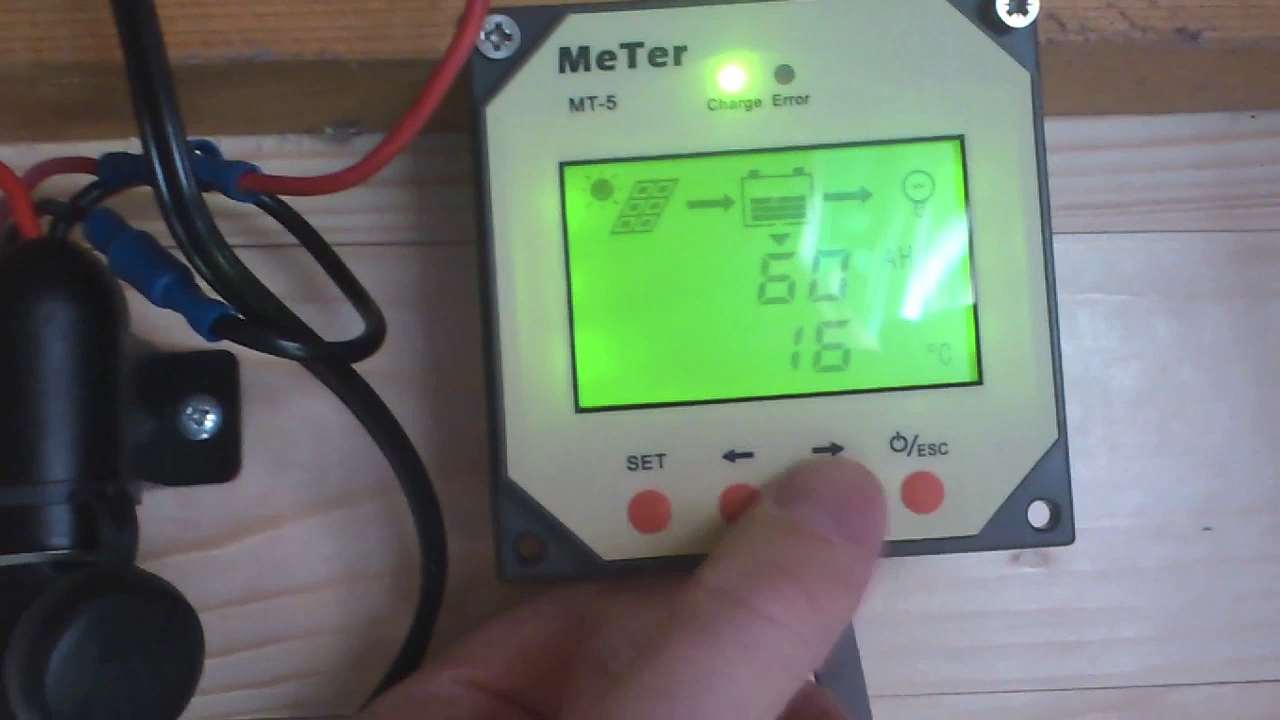 MeTer
MT-5
Charge Error
60 AH
16 °C
SET ← → ⏻/ESC